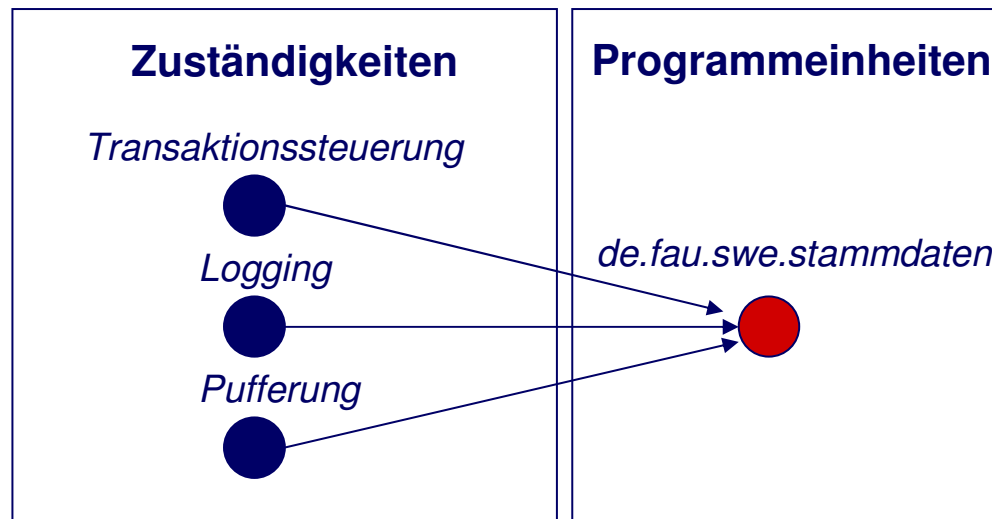 Zuständigkeiten
Transaktionssteuerung
Logging
Pufferung
Programmeinheiten
de.fau.swe.stammdaten